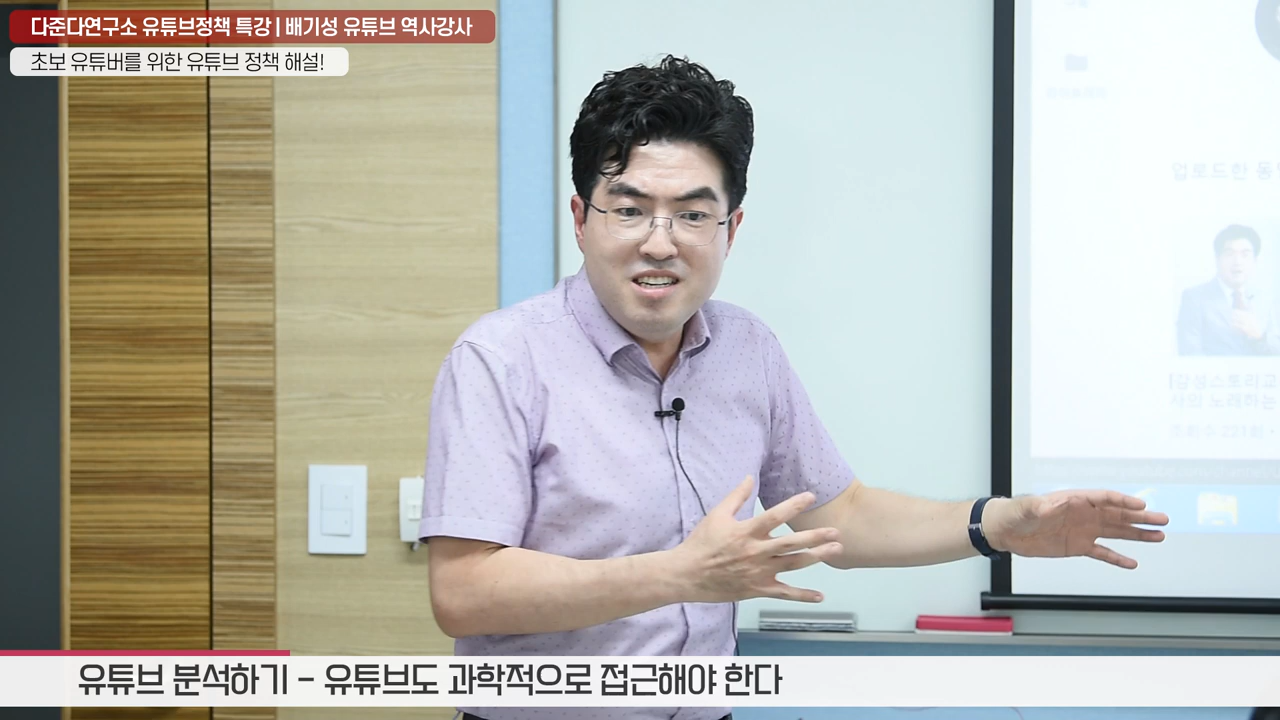 다준다연구소 유튜브정책 특강 | 배기성 유튜브 역사강사
초보 유튜버를 위한 유튜브 정책 해설!
업로드한 동
유튜브 분석하기 - 유튜브도 과학적으로 접근해야 한다